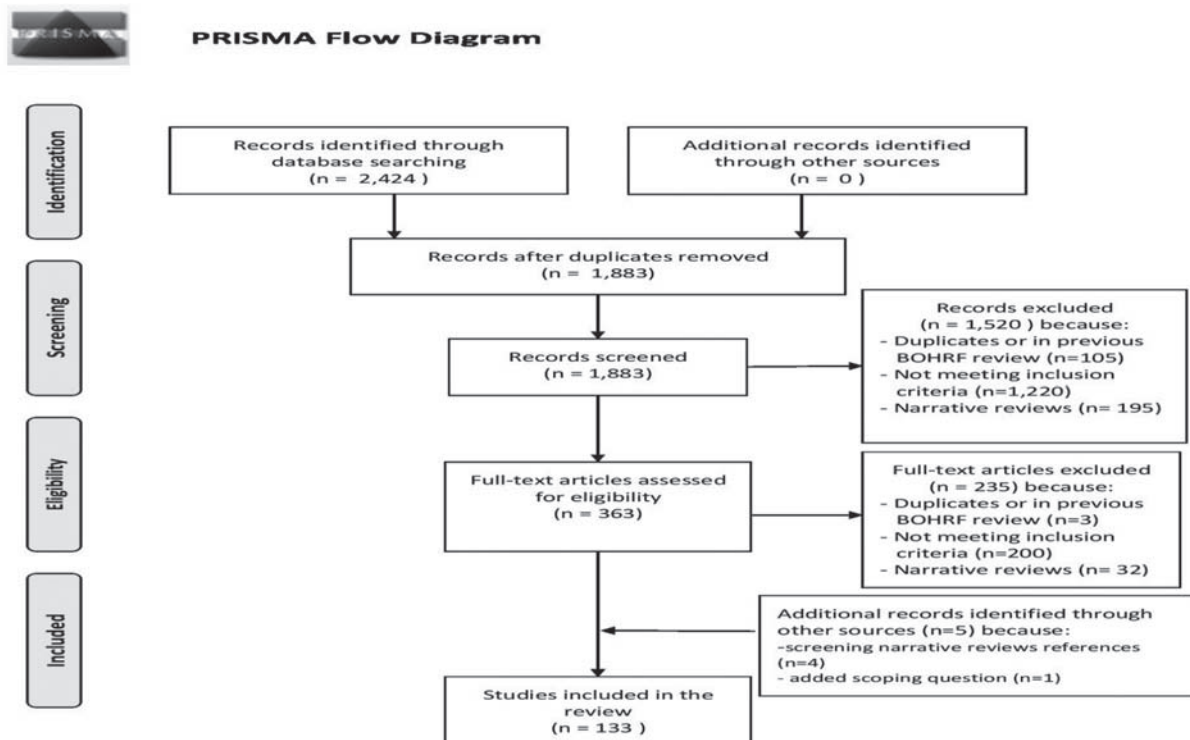 PRISMA
PRISMA Flow Diagram
Identification
Records identified through
database searching
(n = 2,424 )
Additional records identified
through other sources
(n = 0 )
Records after duplicates removed
(n = 1,883)
Screening
Records screened
(n = 1,883)
Records excluded
(n = 1,520 ) because:
- Duplicates or in previous
BOHRF review (n=105)
- Not meeting inclusion
criteria (n=1,220)
- Narrative reviews (n= 195)
Eligibility
Full-text articles assessed
for eligibility
(n = 363)
Full-text articles excluded
(n = 235) because:
- Duplicates or in previous
BOHRF review (n=3)
- Not meeting inclusion
criteria (n=200)
- Narrative reviews (n= 32)
Included
Additional records identified through
other sources (n=5) because:
-screening narrative reviews references
(n=4)
- added scoping question (n=1)
Studies included in the
review
(n = 133 )